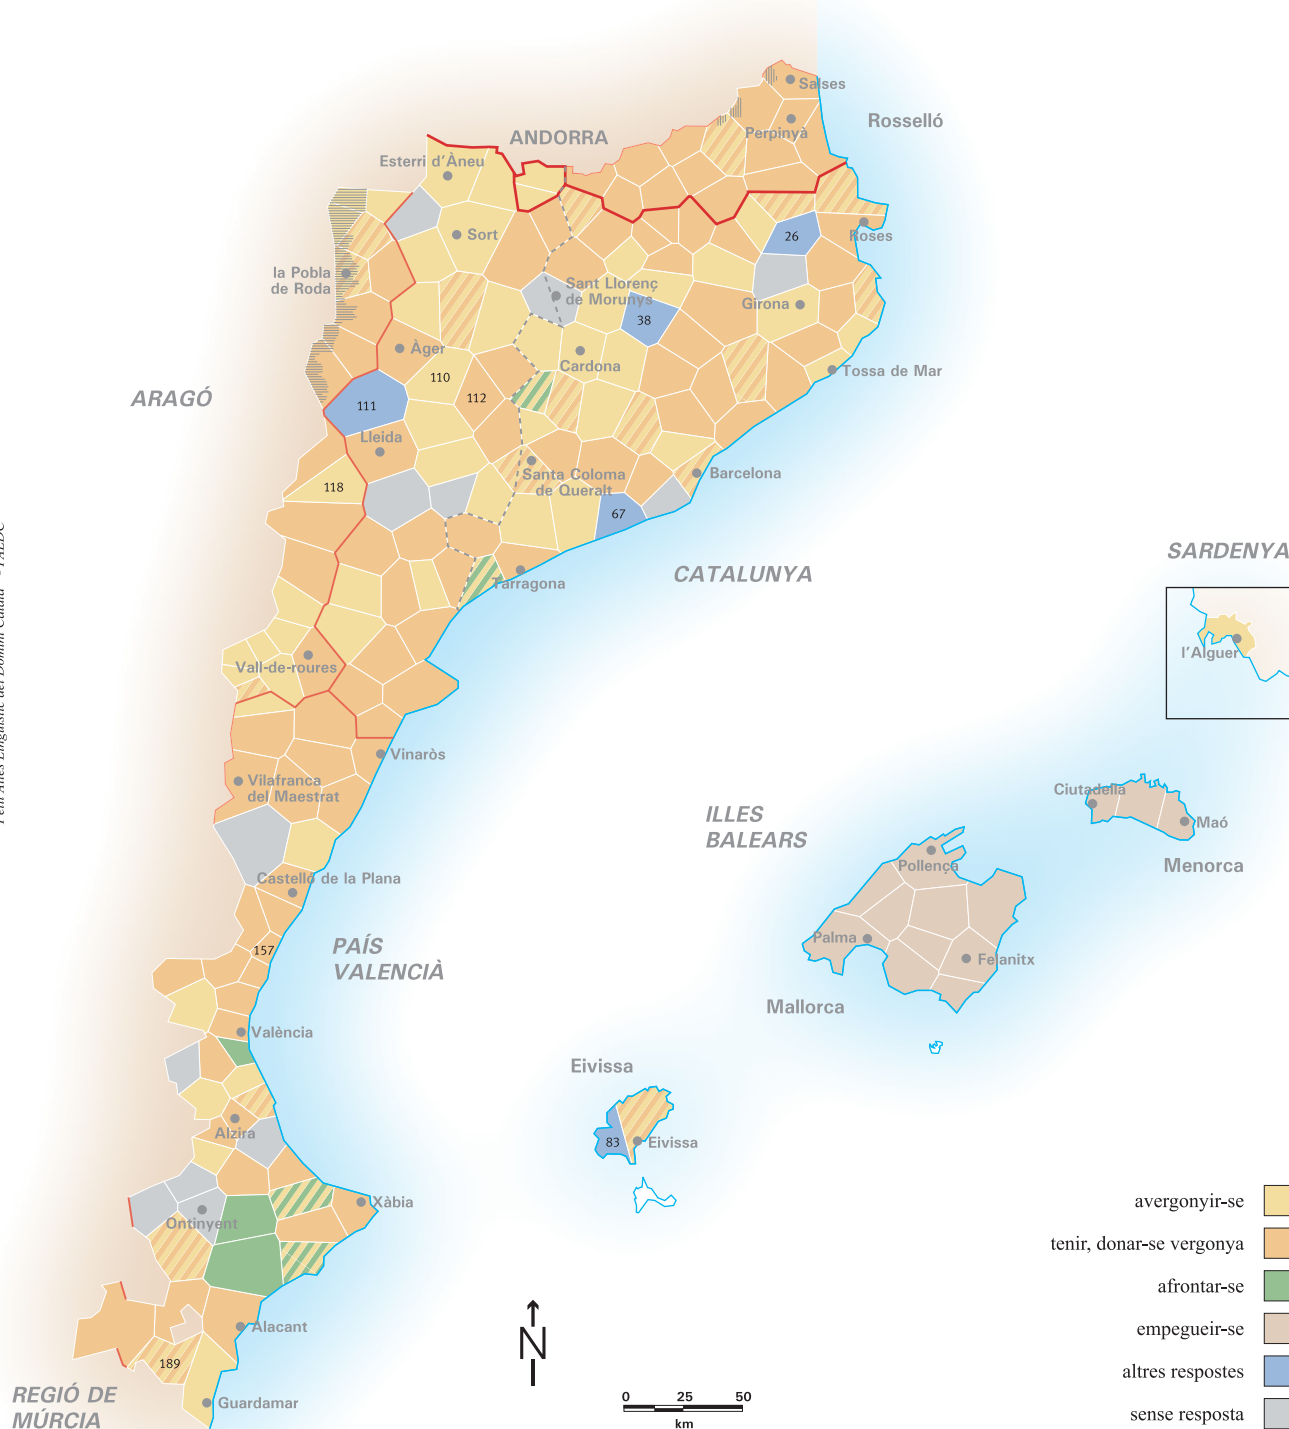 Salses
Rosselló
Perpinyà
ANDORRA
Esterri d'Àneu
Sort
26
Roses
la Pobla
de Roda
Sant Llorenç
de Morunys
Girona
38
Àger
Cardona
110
112
Tossa de Mar
ARAGÓ
111
Lleida
Santa Coloma
de Queralt
Barcelona
118
67
Tarragona
CATALUNYA
SARDENYA
l'Alguer
Vall-de-roures
Vinaròs
Vilafranca
del Maestrat
ILLES
BALEARS
Ciutadella
Maó
Menorca
Pollença
Castelló de la Plana
157
PAÍS
VALENCIÀ
Palma
Felanitx
Mallorca
València
Eivissa
83
Eivissa
Alzira
Xàbia
Ontinyent
Alacant
189
Guardamar
REGIÓ DE
MÚRCIA
N
0 25 50
km
avergonyir-se
tenir, donar-se vergonya
afrontar-se
empegueir-se
altres respostes
sense resposta